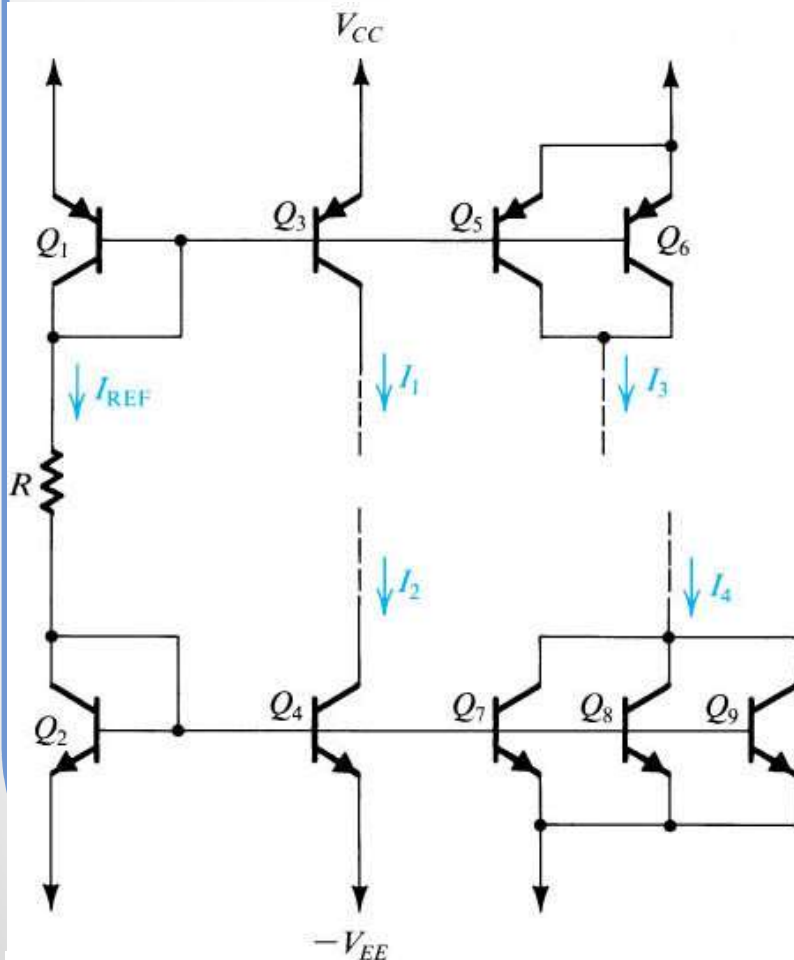 V_CC
Q_1
Q_3
Q_5
Q_6
I_REF
I_1
I_3
R
I_2
I_4
Q_2
Q_4
Q_7
Q_8
Q_9
−V_EE